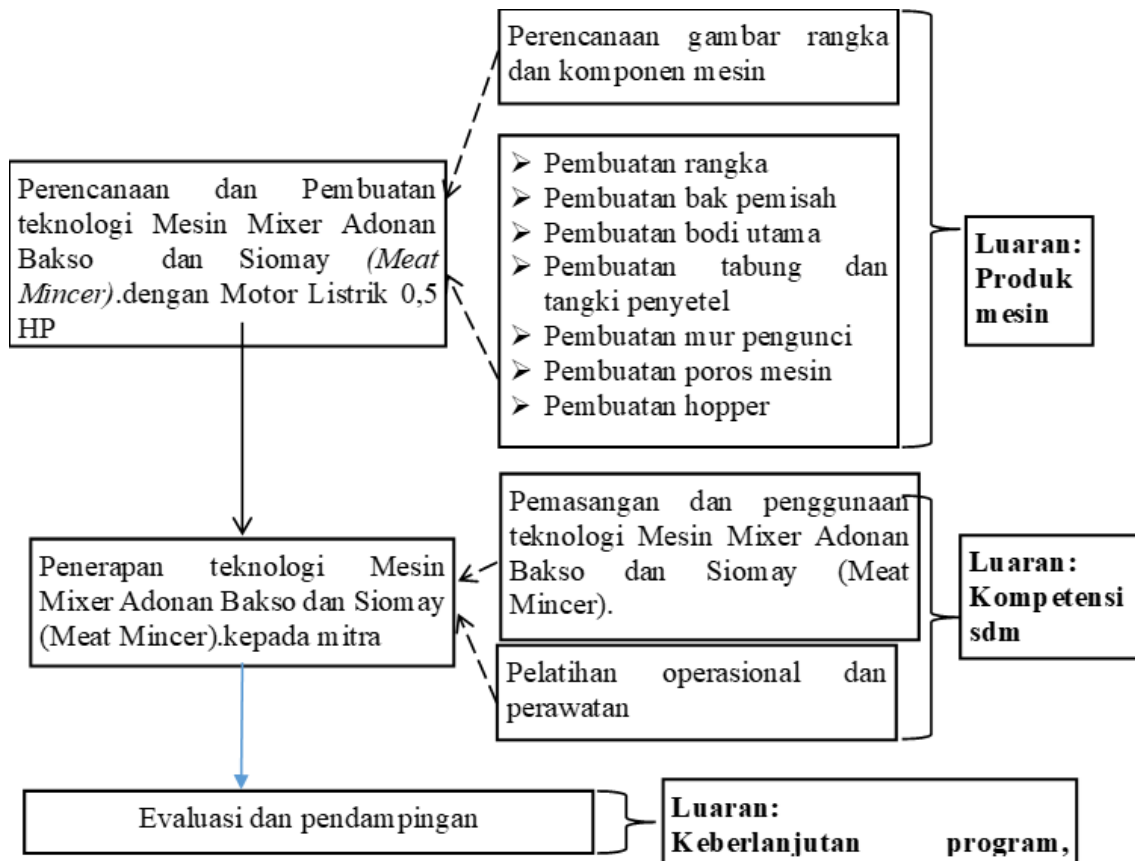 Perencanaan gambar rangka
dan komponen mesin
➢ Pembuatan rangka
➢ Pembuatan bak pemisah
➢ Pembuatan bodi utama
➢ Pembuatan tabung dan
tangki penyetel
➢ Pembuatan mur pengunci
➢ Pembuatan poros mesin
➢ Pembuatan hopper
Perencanaan dan Pembuatan
teknologi Mesin Mixer Adonan
Bakso dan Siomay (Meat
Mincer).dengan Motor Listrik 0,5
HP
Luaran:
Produk
mesin
Pemasangan dan penggunaan
teknologi Mesin Mixer Adonan
Bakso dan Siomay (Meat
Mincer).
Pelatihan operasional dan
perawatan
Penerapan teknologi Mesin
Mixer Adonan Bakso dan Siomay
(Meat Mincer).kepada mitra
Luaran:
Kompetensi
sdm
Evaluasi dan pendampingan
Luaran:
Keberlanjutan program,